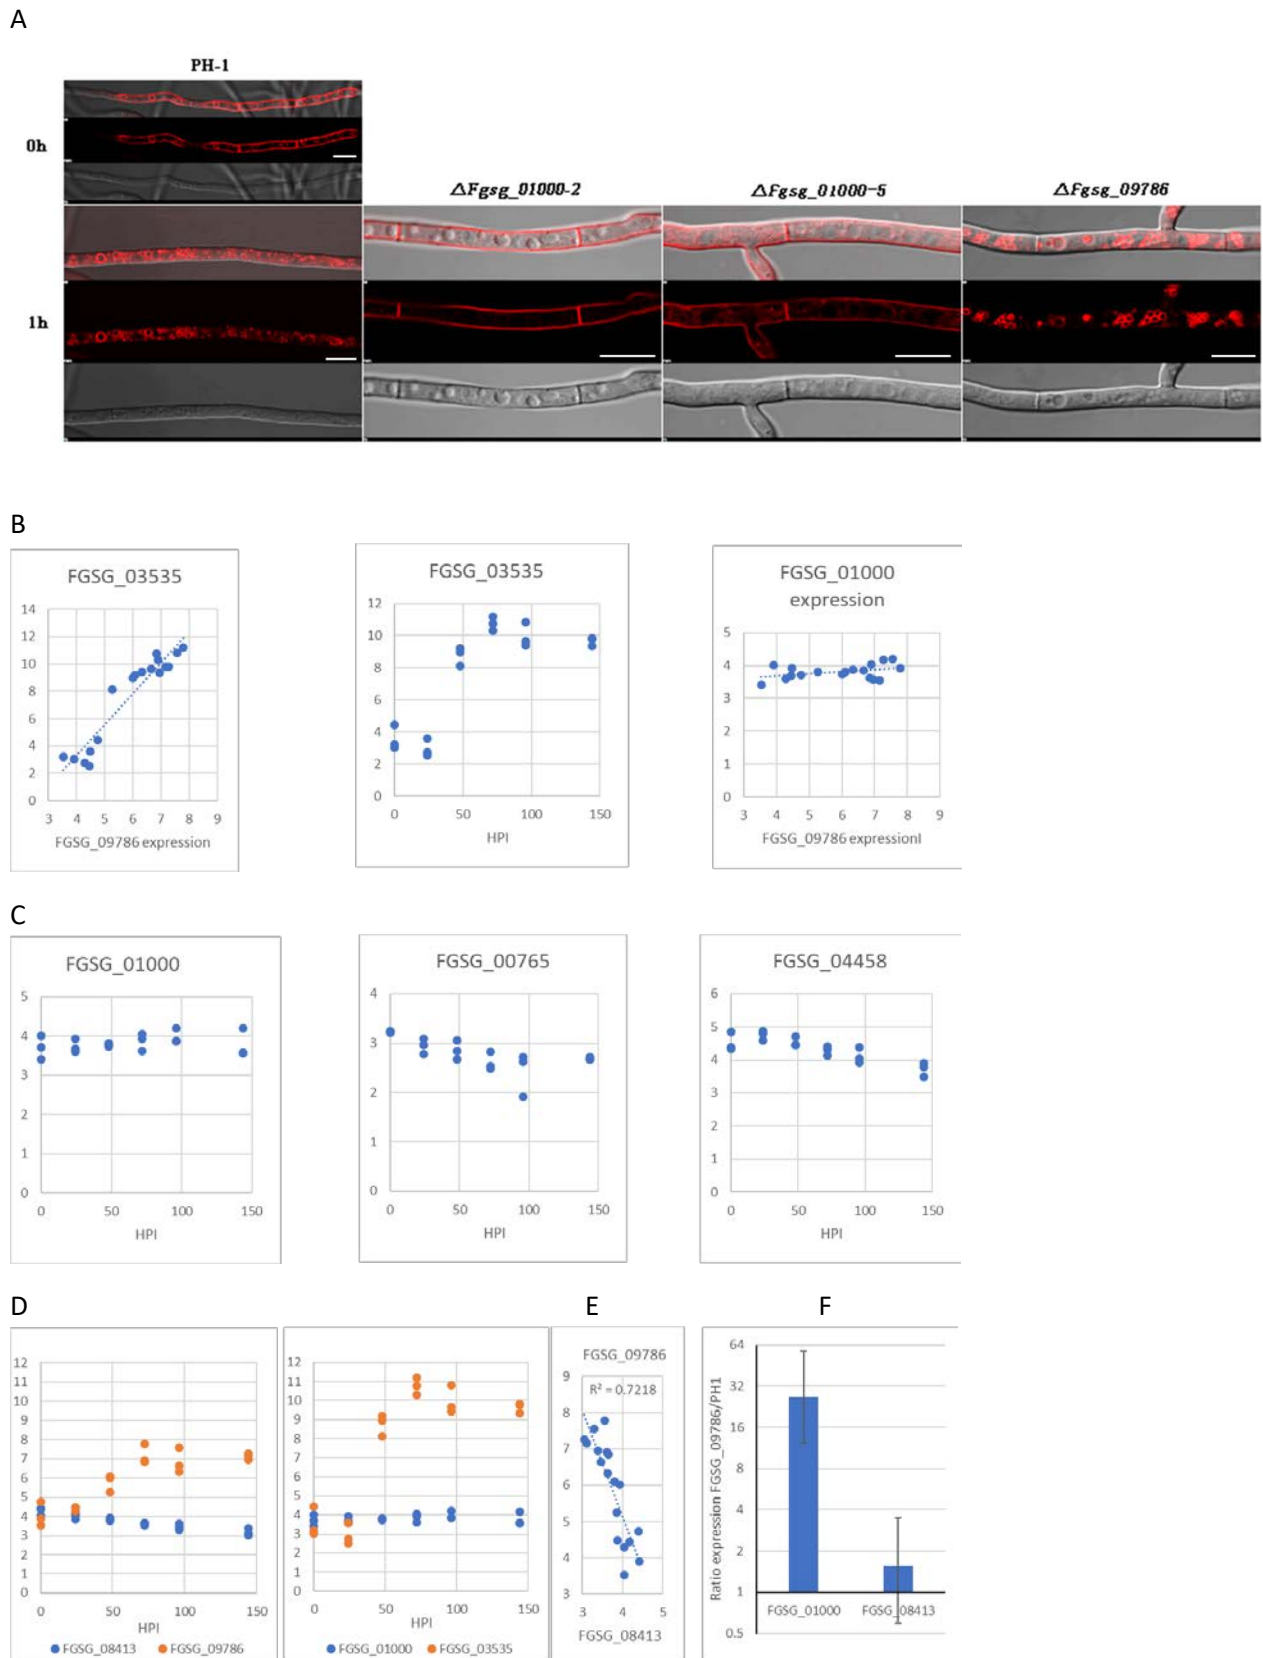 A
PH-1
0h
△Fgsg_01000-2 △Fgsg_01000-5 △Fgsg_09786
1h
B
FGSG_03535
14
12
10
8
6
4
2
0
3 4 5 6 7 8 9
FGSG_09786 expression
FGSG_03535
12
10
8
6
4
2
0
0 50 100 150
HPI
FGSG_01000
expression
5
4
3
2
1
0
3 4 5 6 7 8 9
FGSG_09786 expressionl
C
FGSG_01000
5
4
3
2
1
0
0 50 100 150
HPI
FGSG_00765
4
3
2
1
0
0 50 100 150
HPI
FGSG_04458
6
5
4
3
2
1
0
0 50 100 150
HPI
D
12
11
10
9
8
7
6
5
4
3
2
1
0
0 50 100 150
HPI
FGSG_08413 FGSG_09786
12
11
10
9
8
7
6
5
4
3
2
1
0
0 50 100 150
HPI
FGSG_01000 FGSG_03535
E
FGSG_09786
9
R² = 0.7218
8
7
6
5
4
3
3 4 5
FGSG_08413
F
Ratio expression FGSG_09786/PH1
64
32
16
8
4
2
1
0.5
FGSG_01000 FGSG_08413